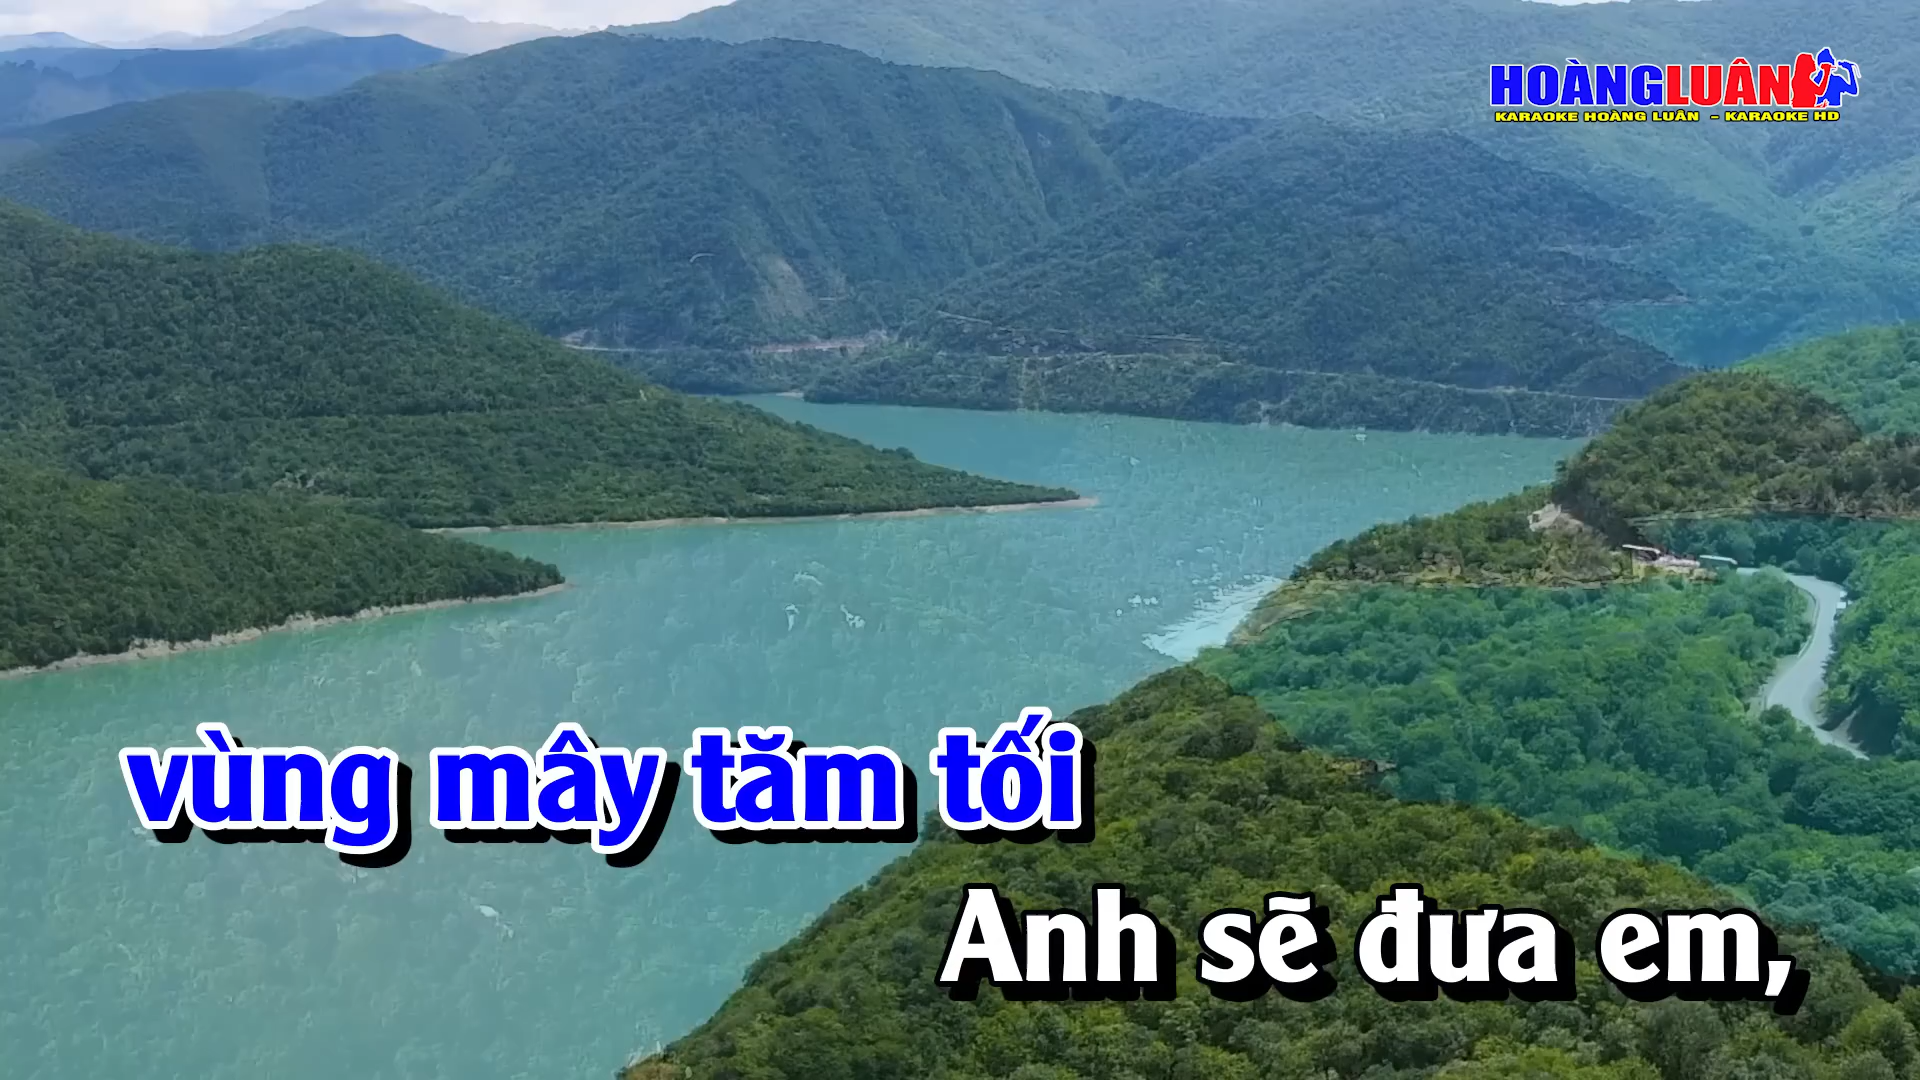 HOÀNGLUÂN
KARAOKE HOÀNG LUÂN - KARAOKE HD
vùng mây tăm tối
Anh sẽ đưa em,